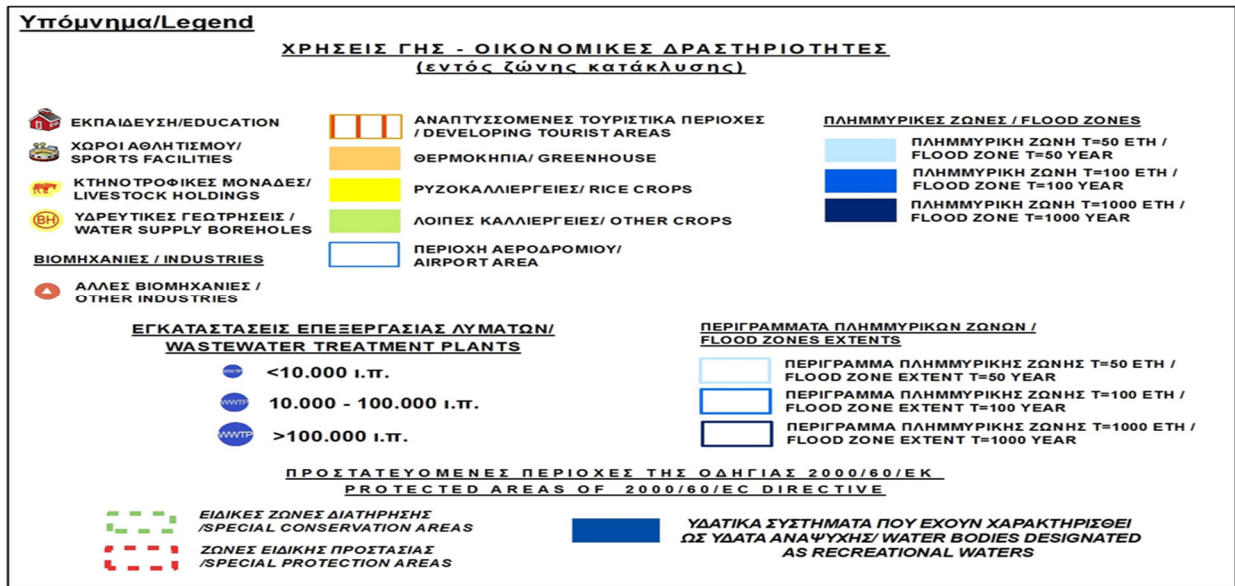 Υπόμνημα/Legend
ΧΡΗΣΕΙΣ ΓΗΣ - ΟΙΚΟΝΟΜΙΚΕΣ ΔΡΑΣΤΗΡΙΟΤΗΤΕΣ
(εντός ζώνης κατάκλυσης)
ΕΚΠΑΙΔΕΥΣΗ/EDUCATION
ΧΩΡΟΙ ΑΘΛΗΤΙΣΜΟΥ/
SPORTS FACILITIES
ΚΤΗΝΟΤΡΟΦΙΚΕΣ ΜΟΝΑΔΕΣ/
LIVESTOCK HOLDINGS
BH
ΥΔΡΕΥΤΙΚΕΣ ΓΕΩΤΡΗΣΕΙΣ /
WATER SUPPLY BOREHOLES
ΒΙΟΜΗΧΑΝΙΕΣ / INDUSTRIES
ΑΛΛΕΣ ΒΙΟΜΗΧΑΝΙΕΣ /
OTHER INDUSTRIES
ΑΝΑΠΤΥΣΣΟΜΕΝΕΣ ΤΟΥΡΙΣΤΙΚΑ ΠΕΡΙΟΧΕΣ
/ DEVELOPING TOURIST AREAS
ΘΕΡΜΟΚΗΠΙΑ/ GREENHOUSE
ΡΥΖΟΚΑΛΛΙΕΡΓΕΙΕΣ/ RICE CROPS
ΛΟΙΠΕΣ ΚΑΛΛΙΕΡΓΕΙΕΣ/ OTHER CROPS
ΠΕΡΙΟΧΗ ΑΕΡΟΔΡΟΜΙΟΥ/
AIRPORT AREA
ΠΛΗΜΜΥΡΙΚΕΣ ΖΩΝΕΣ / FLOOD ZONES
ΠΛΗΜΜΥΡΙΚΗ ΖΩΝΗ Τ=50 ΕΤΗ /
FLOOD ZONE T=50 YEAR
ΠΛΗΜΜΥΡΙΚΗ ΖΩΝΗ Τ=100 ΕΤΗ /
FLOOD ZONE T=100 YEAR
ΠΛΗΜΜΥΡΙΚΗ ΖΩΝΗ Τ=1000 ΕΤΗ /
FLOOD ZONE T=1000 YEAR
ΕΓΚΑΤΑΣΤΑΣΕΙΣ ΕΠΕΞΕΡΓΑΣΙΑΣ ΛΥΜΑΤΩΝ/
WASTEWATER TREATMENT PLANTS
WWTP <10.000 ι.π.
WWTP 10.000 - 100.000 ι.π.
WWTP >100.000 ι.π.
ΠΕΡΙΓΡΑΜΜΑΤΑ ΠΛΗΜΜΥΡΙΚΩΝ ΖΩΝΩΝ /
FLOOD ZONES EXTENTS
ΠΕΡΙΓΡΑΜΜΑ ΠΛΗΜΜΥΡΙΚΗΣ ΖΩΝΗΣ Τ=50 ΕΤΗ /
FLOOD ZONE EXTENT T=50 YEAR
ΠΕΡΙΓΡΑΜΜΑ ΠΛΗΜΜΥΡΙΚΗΣ ΖΩΝΗΣ Τ=100 ΕΤΗ /
FLOOD ZONE EXTENT T=100 YEAR
ΠΕΡΙΓΡΑΜΜΑ ΠΛΗΜΜΥΡΙΚΗΣ ΖΩΝΗΣ Τ=1000 ΕΤΗ /
FLOOD ZONE EXTENT T=1000 YEAR
ΠΡΟΣΤΑΤΕΥΟΜΕΝΕΣ ΠΕΡΙΟΧΕΣ ΤΗΣ ΟΔΗΓΙΑΣ 2000/60/ΕΚ
PROTECTED AREAS OF 2000/60/EC DIRECTIVE
ΕΙΔΙΚΕΣ ΖΩΝΕΣ ΔΙΑΤΗΡΗΣΗΣ
/SPECIAL CONSERVATION AREAS
ΖΩΝΕΣ ΕΙΔΙΚΗΣ ΠΡΟΣΤΑΣΙΑΣ
/SPECIAL PROTECTION AREAS
ΥΔΑΤΙΚΑ ΣΥΣΤΗΜΑΤΑ ΠΟΥ ΕΧΟΥΝ ΧΑΡΑΚΤΗΡΙΣΘΕΙ
ΩΣ ΥΔΑΤΑ ΑΝΑΨΥΧΗΣ/ WATER BODIES DESIGNATED
AS RECREATIONAL WATERS